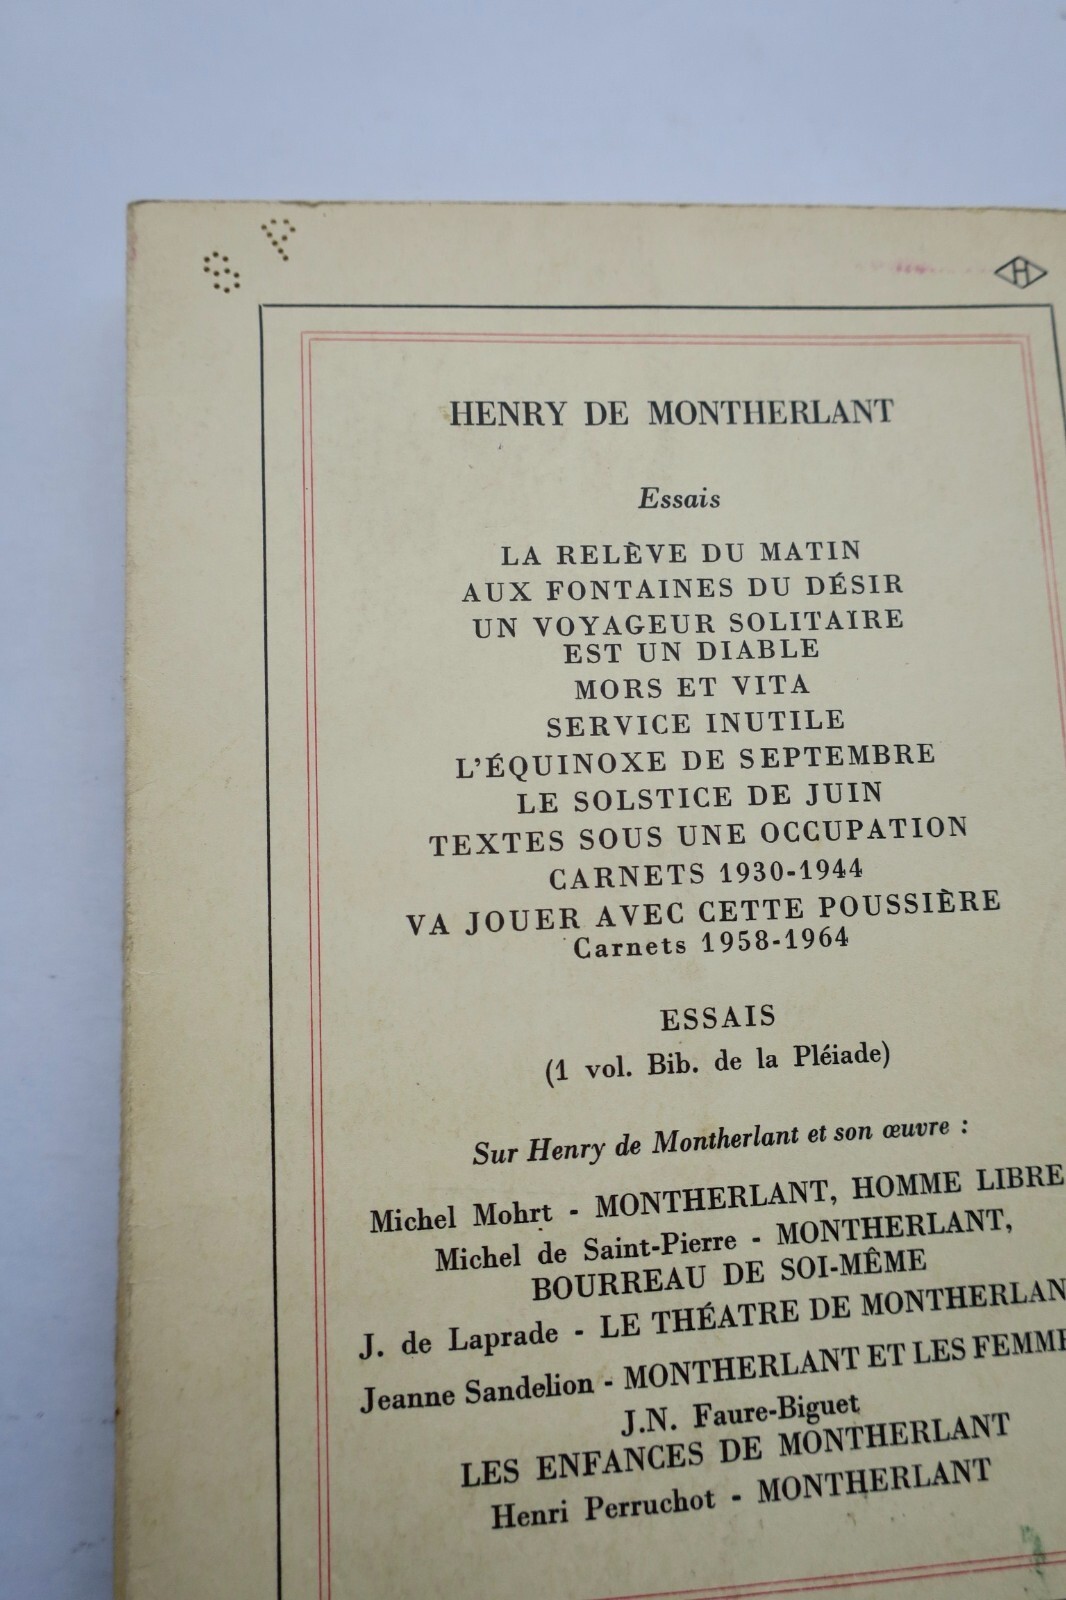 SP
H
HENRY DE MONTHERLANT
Essais
LA RELÈVE DU MATIN
AUX FONTAINES DU DÉSIR
UN VOYAGEUR SOLITAIRE
EST UN DIABLE
MORS ET VITA
SERVICE INUTILE
L'ÉQUINOXE DE SEPTEMBRE
LE SOLSTICE DE JUIN
TEXTES SOUS UNE OCCUPATION
CARNETS 1930-1944
VA JOUER AVEC CETTE POUSSIÈRE
Carnets 1958-1964
ESSAIS
(1 vol. Bib. de la Pléiade)
Sur Henry de Montherlant et son œuvre :
Michel Mohrt - MONTHERLANT, HOMME LIBRE
Michel de Saint-Pierre - MONTHERLANT,
BOURREAU DE SOI-MÊME
J. de Laprade - LE THÉATRE DE MONTHERLAN
Jeanne Sandelion - MONTHERLANT ET LES FEMME
J.N. Faure-Biguet
LES ENFANCES DE MONTHERLANT
Henri Perruchot - MONTHERLANT